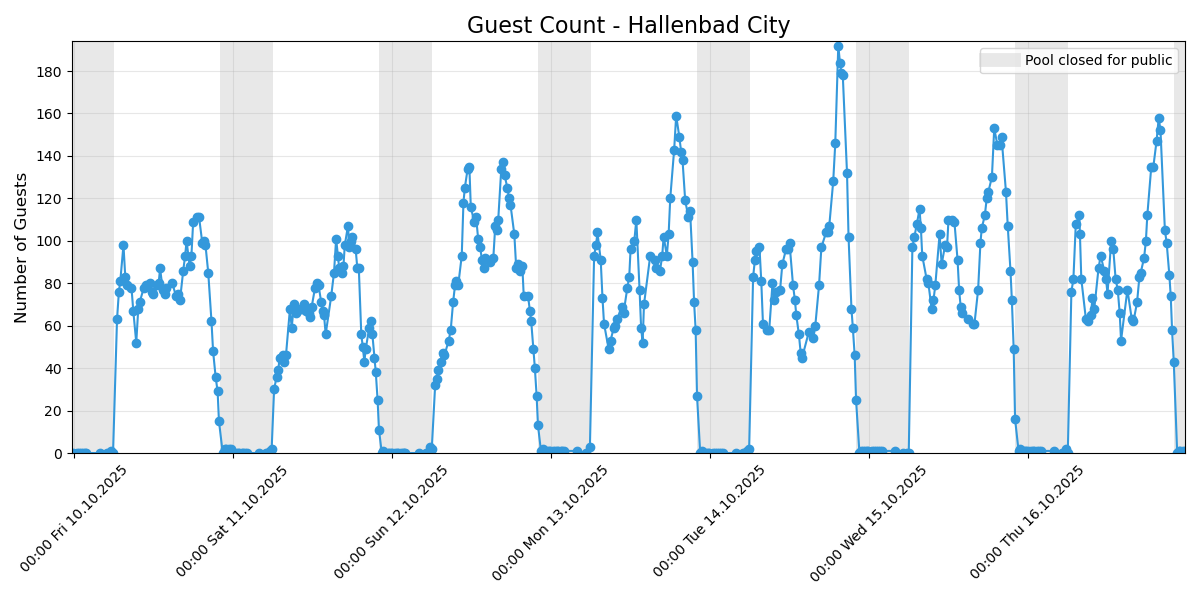 Guest Count - Hallenbad City
Pool closed for public
Number of Guests
180
160
140
120
100
80
60
40
20
0
00:00 Fri 10.10.2025
00:00 Sat 11.10.2025
00:00 Sun 12.10.2025
00:00 Mon 13.10.2025
00:00 Tue 14.10.2025
00:00 Wed 15.10.2025
00:00 Thu 16.10.2025